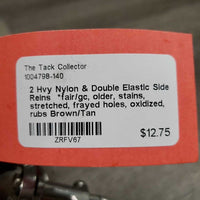 The Tack Collector
1004798-140
2 Hvy Nylon & Double Elastic Side
Reins *fair/gc, older, stains,
stretched, frayed holes, oxidized,
rubs Brown/Tan
$12.75
ZRFV67